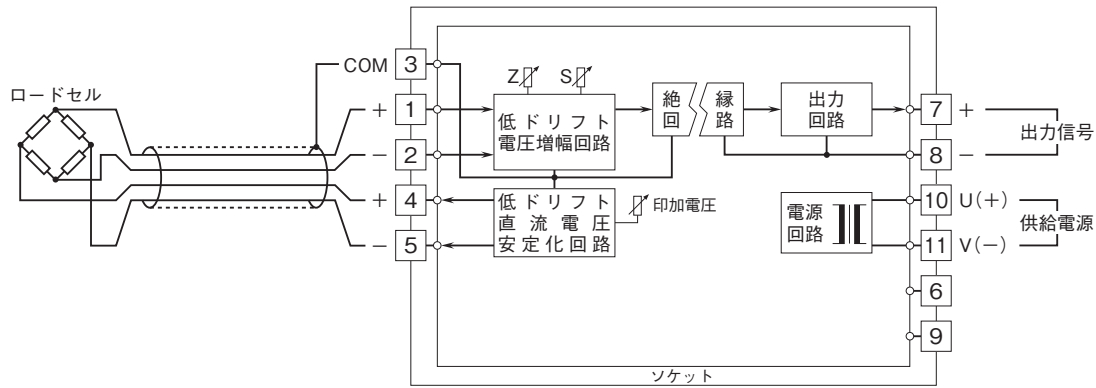 ロードセル
COM
3
+
1
−
2
+
4
−
5
Z
S
低ドリフト
電圧増幅回路
絶 縁
回 路
出力
回路
低ドリフト
直流電圧
安定化回路
印加電圧
電源
回路
7
+
8
−
出力信号
10
U(+)
11
V(−)
供給電源
6
9
ソケット